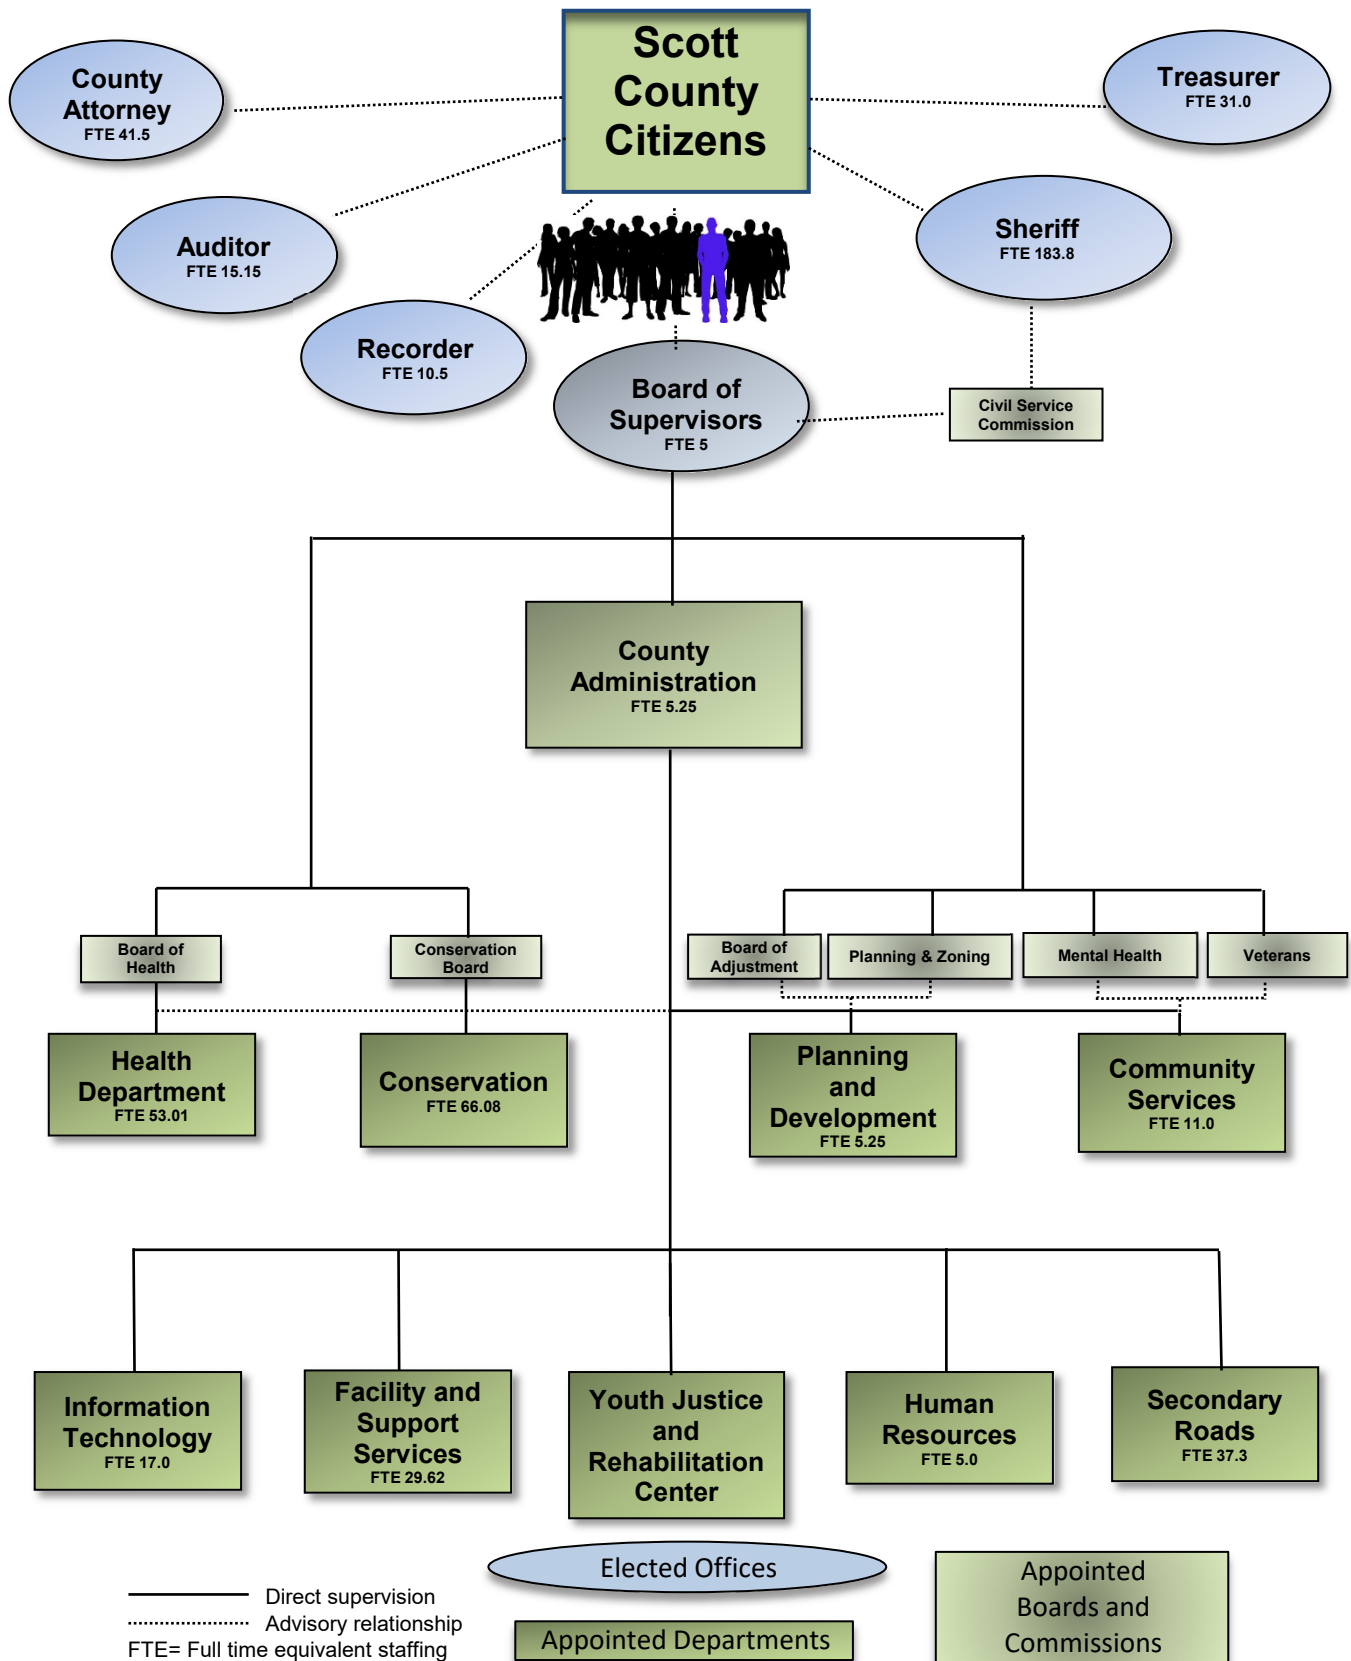 Scott
County
Citizens
County
Attorney
FTE 41.5
Treasurer
FTE 31.0
Auditor
FTE 15.15
Sheriff
FTE 183.8
Recorder
FTE 10.5
Board of
Supervisors
FTE 5
Civil Service
Commission
County
Administration
FTE 5.25
Board of
Health
Conservation
Board
Board of
Adjustment
Planning & Zoning
Mental Health
Veterans
Health
Department
FTE 53.01
Conservation
FTE 66.08
Planning
and
Development
FTE 5.25
Community
Services
FTE 11.0
Information
Technology
FTE 17.0
Facility and
Support
Services
FTE 29.62
Youth Justice
and
Rehabilitation
Center
Human
Resources
FTE 5.0
Secondary
Roads
FTE 37.3
Direct supervision
Advisory relationship
FTE= Full time equivalent staffing
Elected Offices
Appointed Departments
Appointed
Boards and
Commissions